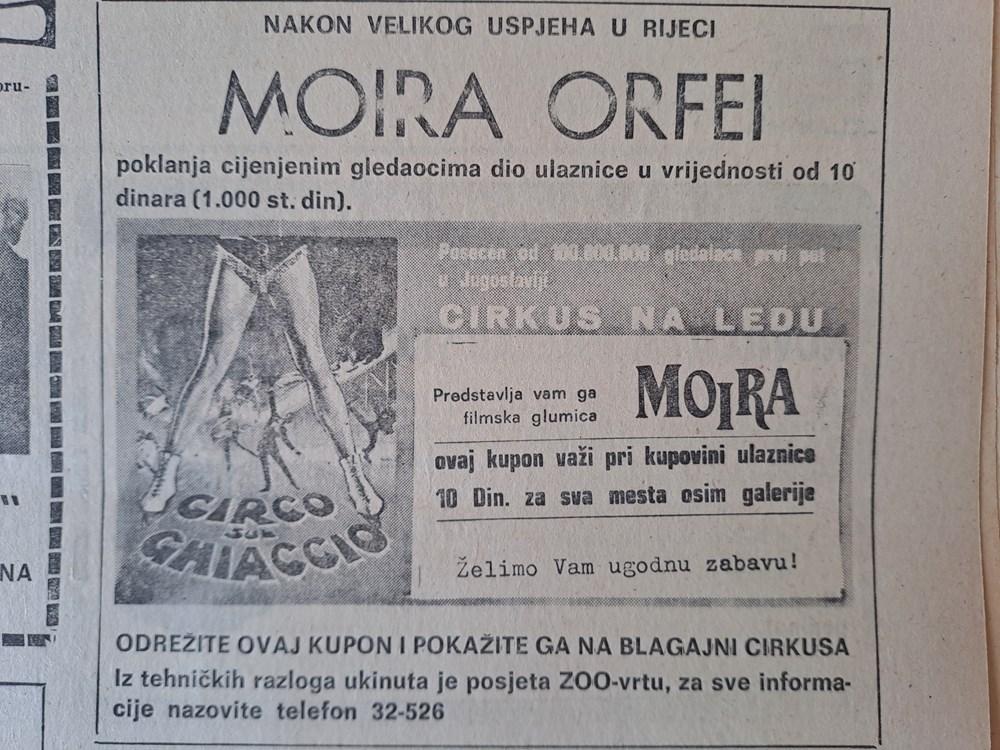 oru-
"
NA
NAKON VELIKOG USPJEHA U RIJECI
MOIRA ORFEI
poklanja cijenjenim gledaocima dio ulaznice u vrijednosti od 10
dinara (1.000 st. din).
Posećen od 100.000.000 gledalaca prvi put
u Jugoslaviji
CIRKUS NA LEDU
Predstavlja vam ga
filmska glumica
MOIRA
ovaj kupon važi pri kupovini ulaznice
10 Din. za sva mesta osim galerije
Želimo Vam ugodnu zabavu!
CIRCO
SUL
GHIACCIO
ODREŽITE OVAJ KUPON I POKAŽITE GA NA BLAGAJNI CIRKUSA
Iz tehničkih razloga ukinuta je posjeta ZOO-vrtu, za sve informa-
cije nazovite telefon 32-526